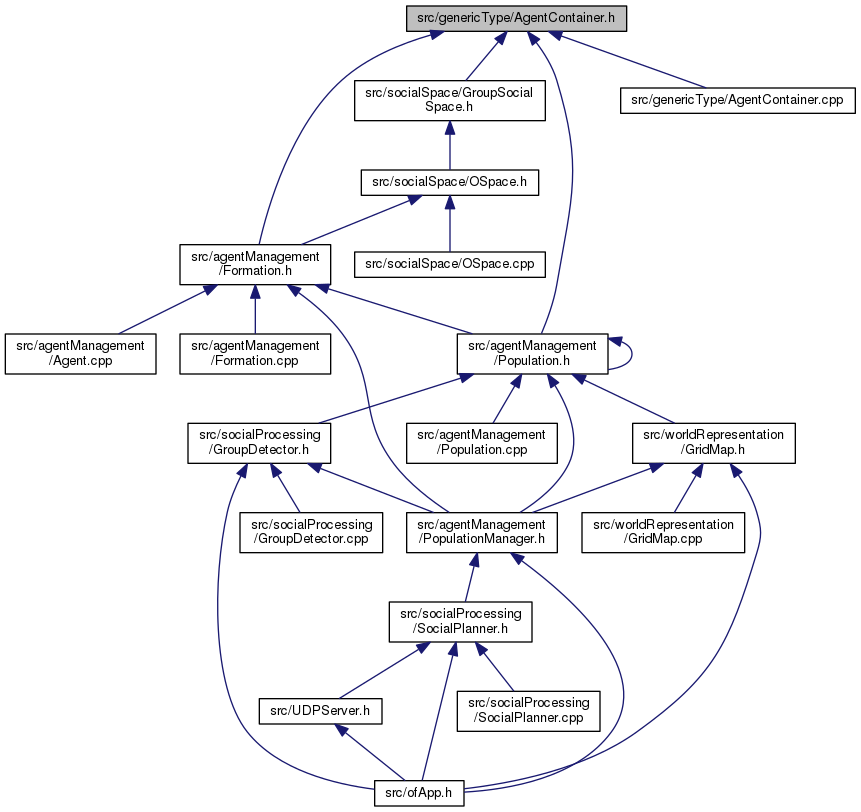 src/genericType/AgentContainer.h
src/socialSpace/GroupSocial
Space.h
src/genericType/AgentContainer.cpp
src/socialSpace/OSpace.h
src/agentManagement
/Formation.h
src/socialSpace/OSpace.cpp
src/agentManagement
/Agent.cpp
src/agentManagement
/Formation.cpp
src/agentManagement
/Population.h
src/socialProcessing
/GroupDetector.h
src/agentManagement
/Population.cpp
src/worldRepresentation
/GridMap.h
src/socialProcessing
/GroupDetector.cpp
src/agentManagement
/PopulationManager.h
src/worldRepresentation
/GridMap.cpp
src/socialProcessing
/SocialPlanner.h
src/UDPServer.h
src/socialProcessing
/SocialPlanner.cpp
src/ofApp.h